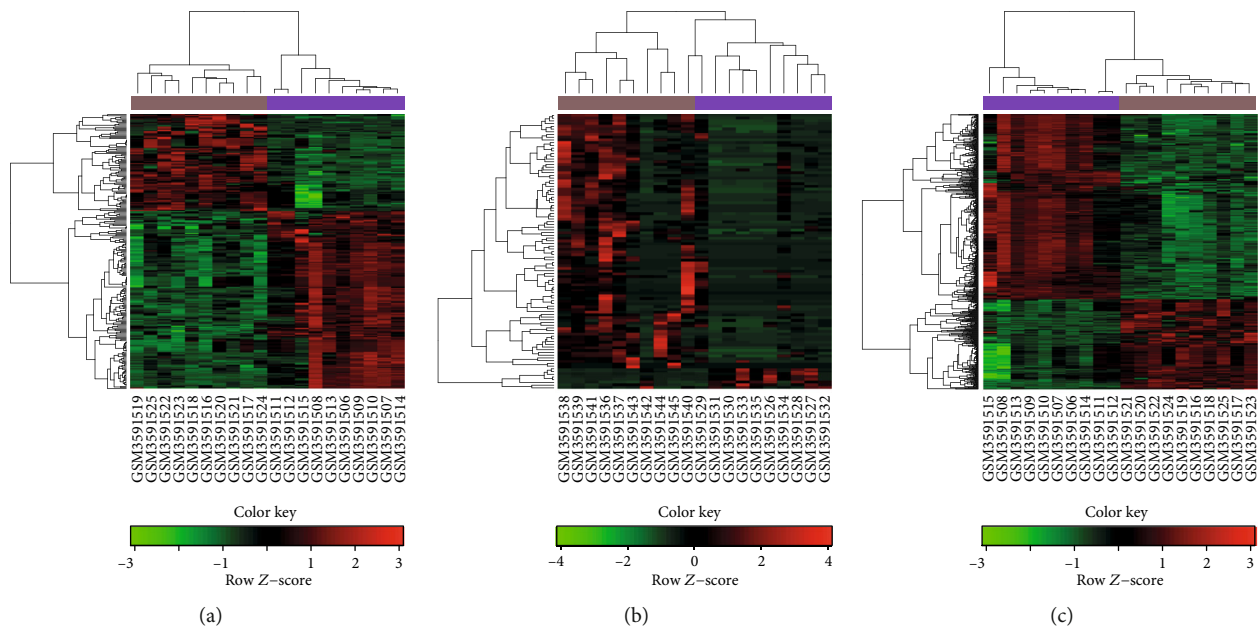 GSM3591519
GSM3591525
GSM3591522
GSM3591523
GSM3591518
GSM3591516
GSM3591520
GSM3591521
GSM3591517
GSM3591524
GSM3591511
GSM3591512
GSM3591515
GSM3591508
GSM3591513
GSM3591506
GSM3591509
GSM3591510
GSM3591507
GSM3591514
Color key
−3 −1 1 2 3
Row Z−score
(a)
GSM3591538
GSM3591539
GSM3591541
GSM3591536
GSM3591537
GSM3591543
GSM3591542
GSM3591544
GSM3591545
GSM3591540
GSM3591529
GSM3591531
GSM3591530
GSM3591533
GSM3591535
GSM3591526
GSM3591534
GSM3591528
GSM3591527
GSM3591532
Color key
−4 −2 0 2 4
Row Z−score
(b)
GSM3591515
GSM3591508
GSM3591513
GSM3591509
GSM3591510
GSM3591507
GSM3591506
GSM3591514
GSM3591511
GSM3591512
GSM3591521
GSM3591520
GSM3591522
GSM3591524
GSM3591519
GSM3591516
GSM3591518
GSM3591525
GSM3591517
GSM3591523
Color key
−3 −1 1 2 3
Row Z−score
(c)